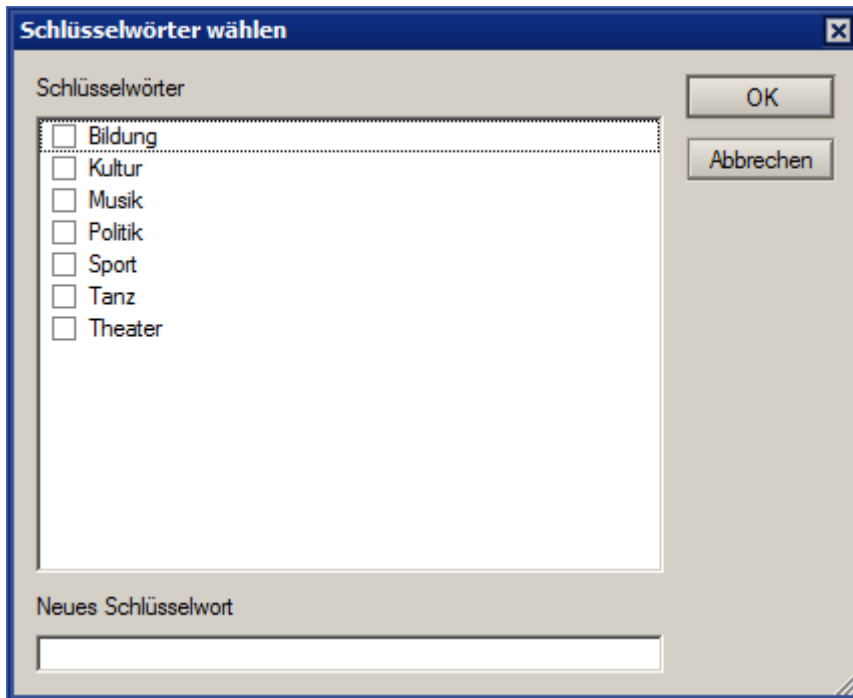 Schlüsselwörter wählen
Schlüsselwörter
OK
Abbrechen
Bildung
Kultur
Musik
Politik
Sport
Tanz
Theater
Neues Schlüsselwort